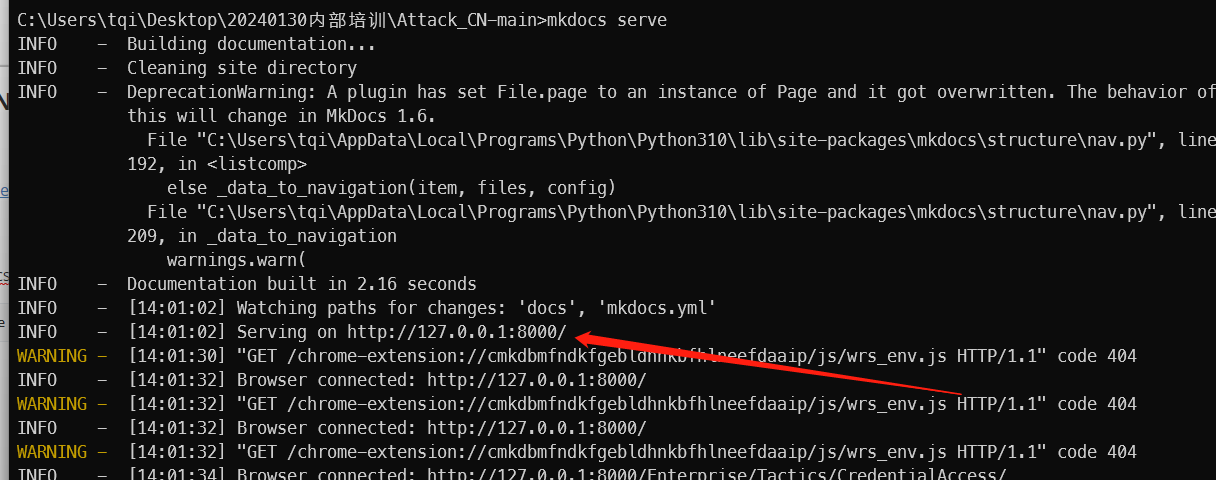 C:\Users\tqi\Desktop\20240130内部培训\Attack_CN-main>mkdocs serve
INFO    -  Building documentation...
INFO    -  Cleaning site directory
INFO    -  DeprecationWarning: A plugin has set File.page to an instance of Page and it got overwritten. The behavior of
this will change in MkDocs 1.6.
File "C:\Users\tqi\AppData\Local\Programs\Python\Python310\lib\site-packages\mkdocs\structure\nav.py", line
192, in <listcomp>
else _data_to_navigation(item, files, config)
File "C:\Users\tqi\AppData\Local\Programs\Python\Python310\lib\site-packages\mkdocs\structure\nav.py", line
209, in _data_to_navigation
warnings.warn(
INFO    -  Documentation built in 2.16 seconds
INFO    -  [14:01:02] Watching paths for changes: 'docs', 'mkdocs.yml'
INFO    -  [14:01:02] Serving on http://127.0.0.1:8000/
WARNING -  [14:01:30] "GET /chrome-extension://cmkdbmfndkfgebldhnkbfhlneefdaaip/js/wrs_env.js HTTP/1.1" code 404
INFO    -  [14:01:32] Browser connected: http://127.0.0.1:8000/
WARNING -  [14:01:32] "GET /chrome-extension://cmkdbmfndkfgebldhnkbfhlneefdaaip/js/wrs_env.js HTTP/1.1" code 404
INFO    -  [14:01:32] Browser connected: http://127.0.0.1:8000/
WARNING -  [14:01:32] "GET /chrome-extension://cmkdbmfndkfgebldhnkbfhlneefdaaip/js/wrs_env.js HTTP/1.1" code 404
INFO    -  [14:01:34] Browser connected: http://127.0.0.1:8000/Enterprise/Tactics/CredentialAccess/